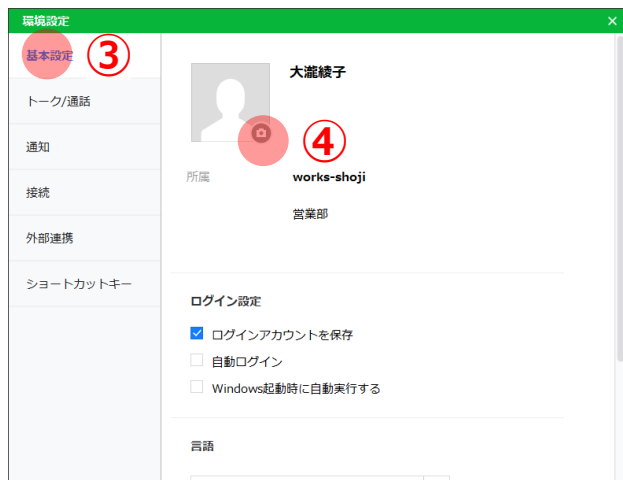 環境設定
基本設定
③
トーク/通話
通知
接続
外部連携
ショートカットキー
大瀧綾子
④
所属
works-shoji
営業部
ログイン設定
ログインアカウントを保存
自動ログイン
Windows起動時に自動実行する
言語